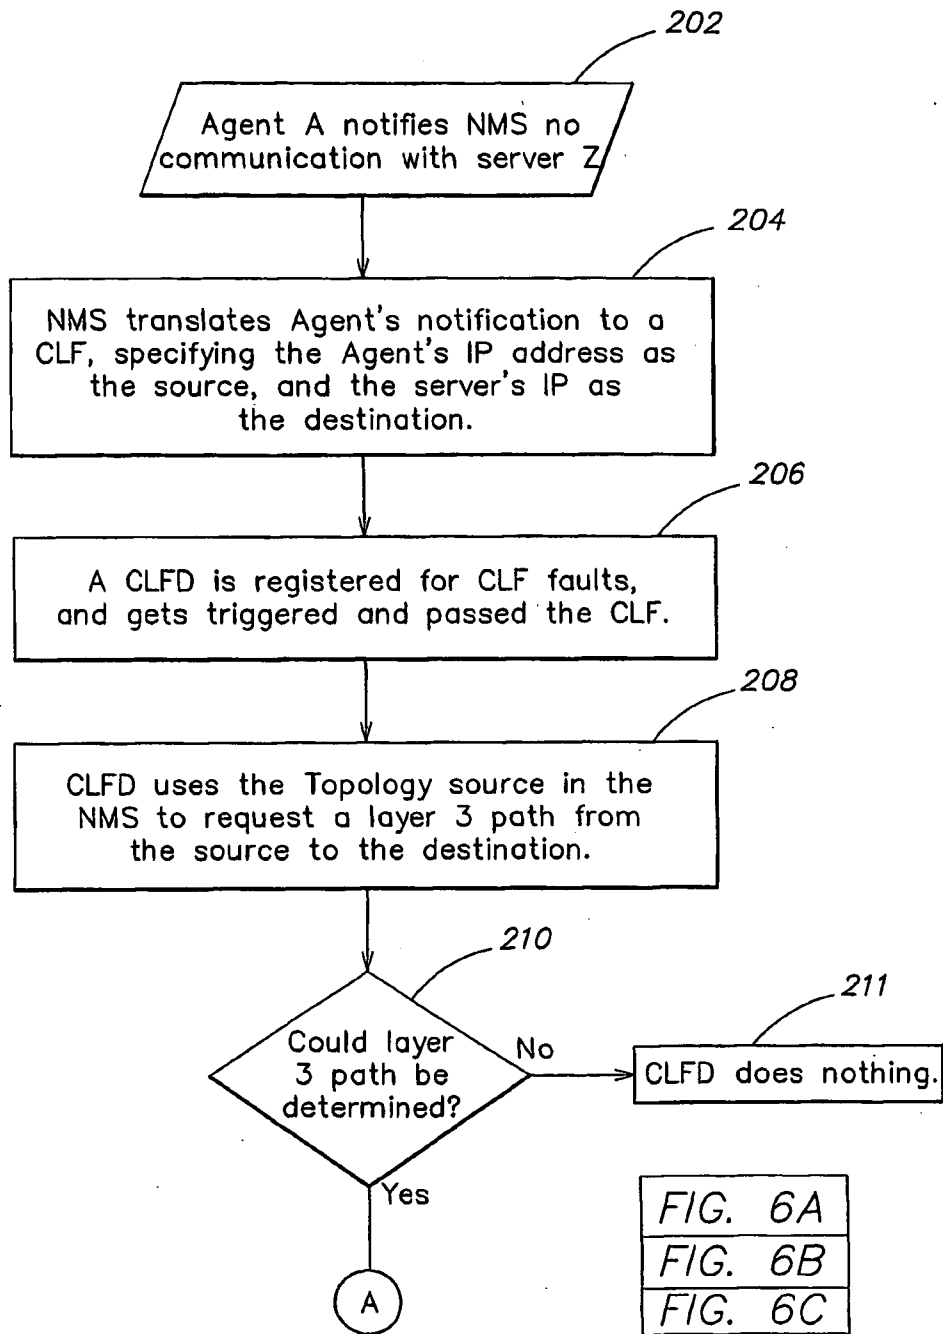 202
Agent A notifies NMS no
communication with server Z
204
NMS translates Agent's notification to a
CLF, specifying the Agent's IP address as
the source, and the server's IP as
the destination.
206
A CLFD is registered for CLF faults,
and gets triggered and passed the CLF.
208
CLFD uses the Topology source in the
NMS to request a layer 3 path from
the source to the destination.
210
Could layer
3 path be
determined?
No
211
CLFD does nothing.
Yes
A
FIG. 6A
FIG. 6B
FIG. 6C